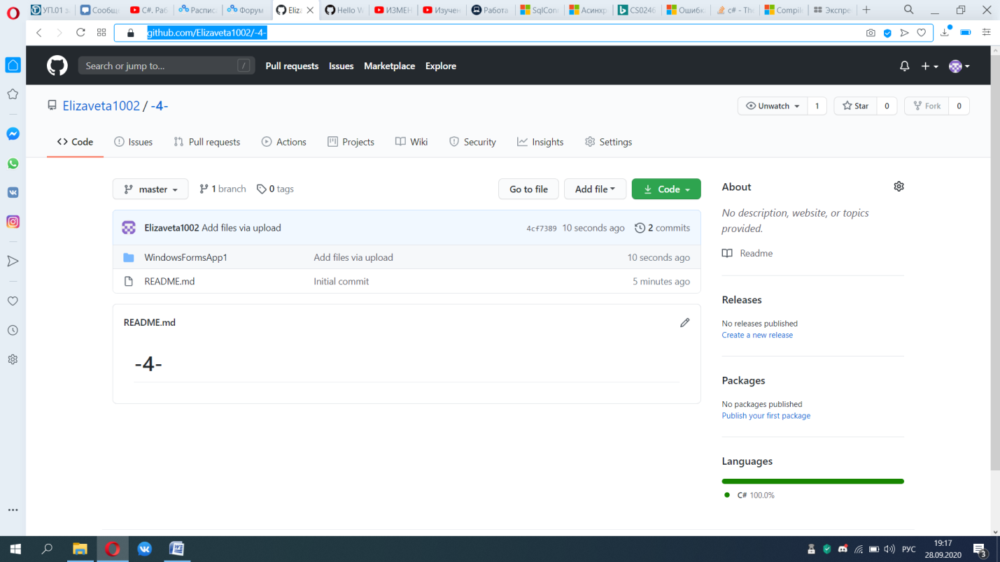 УП.01 з
Сообщ
C#. Раб
Распис
Форум
Eliz
Hello W
ИЗМЕН
Изучен
Работа
SqlConn
Асинхр
CS0246
Ошибк
c# - The
Compile
Экспре
github.com/Elizaveta1002/-4-
Search or jump to...
/
Pull requests
Issues
Marketplace
Explore
Elizaveta1002 / -4-
Unwatch 1
Star 0
Fork 0
Code
Issues
Pull requests
Actions
Projects
Wiki
Security
Insights
Settings
master
1 branch
0 tags
Go to file
Add file
Code
Elizaveta1002 Add files via upload
4cf7389 10 seconds ago
2 commits
WindowsFormsApp1 Add files via upload 10 seconds ago
README.md Initial commit 5 minutes ago
README.md
-4-
About
No description, website, or topics
provided.
Readme
Releases
No releases published
Create a new release
Packages
No packages published
Publish your first package
Languages
C# 100.0%
РУС
19:17
28.09.2020
3